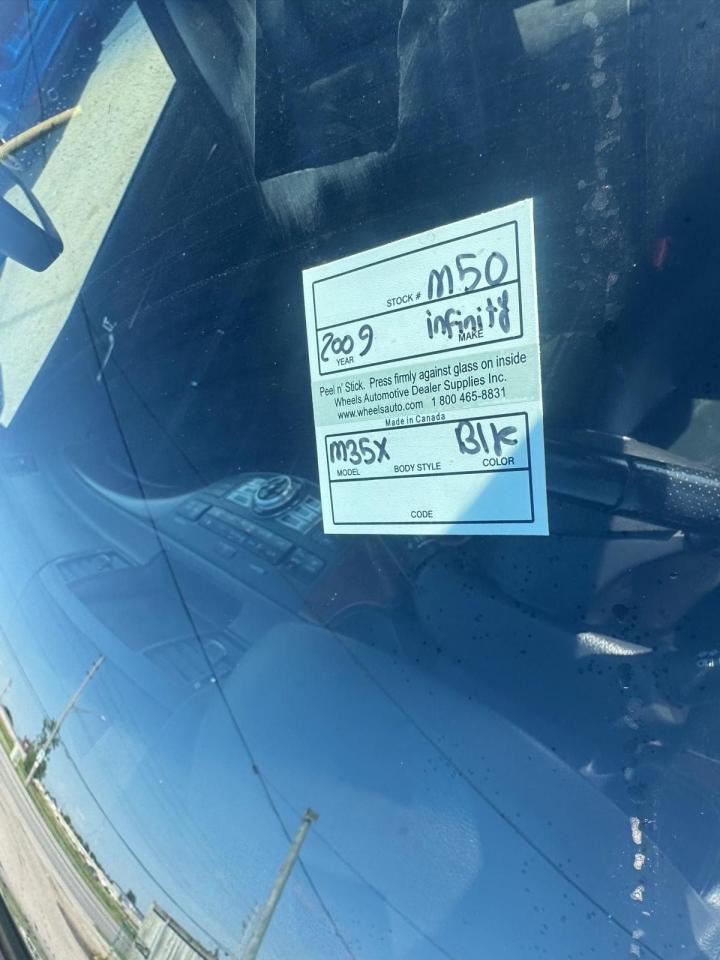 STOCK # M50
2009 infinity
YEAR MAKE
Peel n' Stick. Press firmly against glass on inside
Wheels Automotive Dealer Supplies Inc.
www.wheelsauto.com 1 800 465-8831
Made in Canada
M35X Blk
MODEL BODY STYLE COLOR
CODE